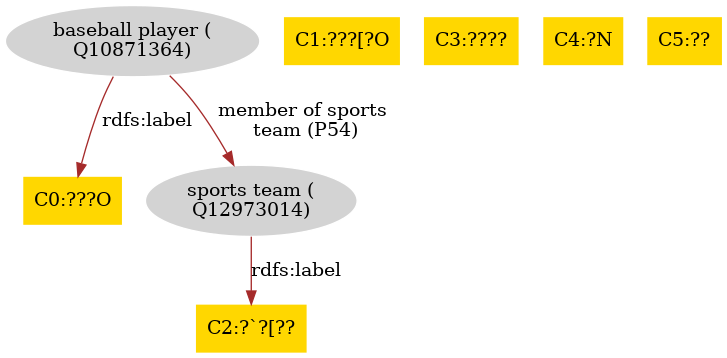 baseball player (
Q10871364)
C1:???[?O
C3:????
C4:?N
C5:??
rdfs:label
member of sports
team (P54)
C0:???O
sports team (
Q12973014)
rdfs:label
C2:?`?[??